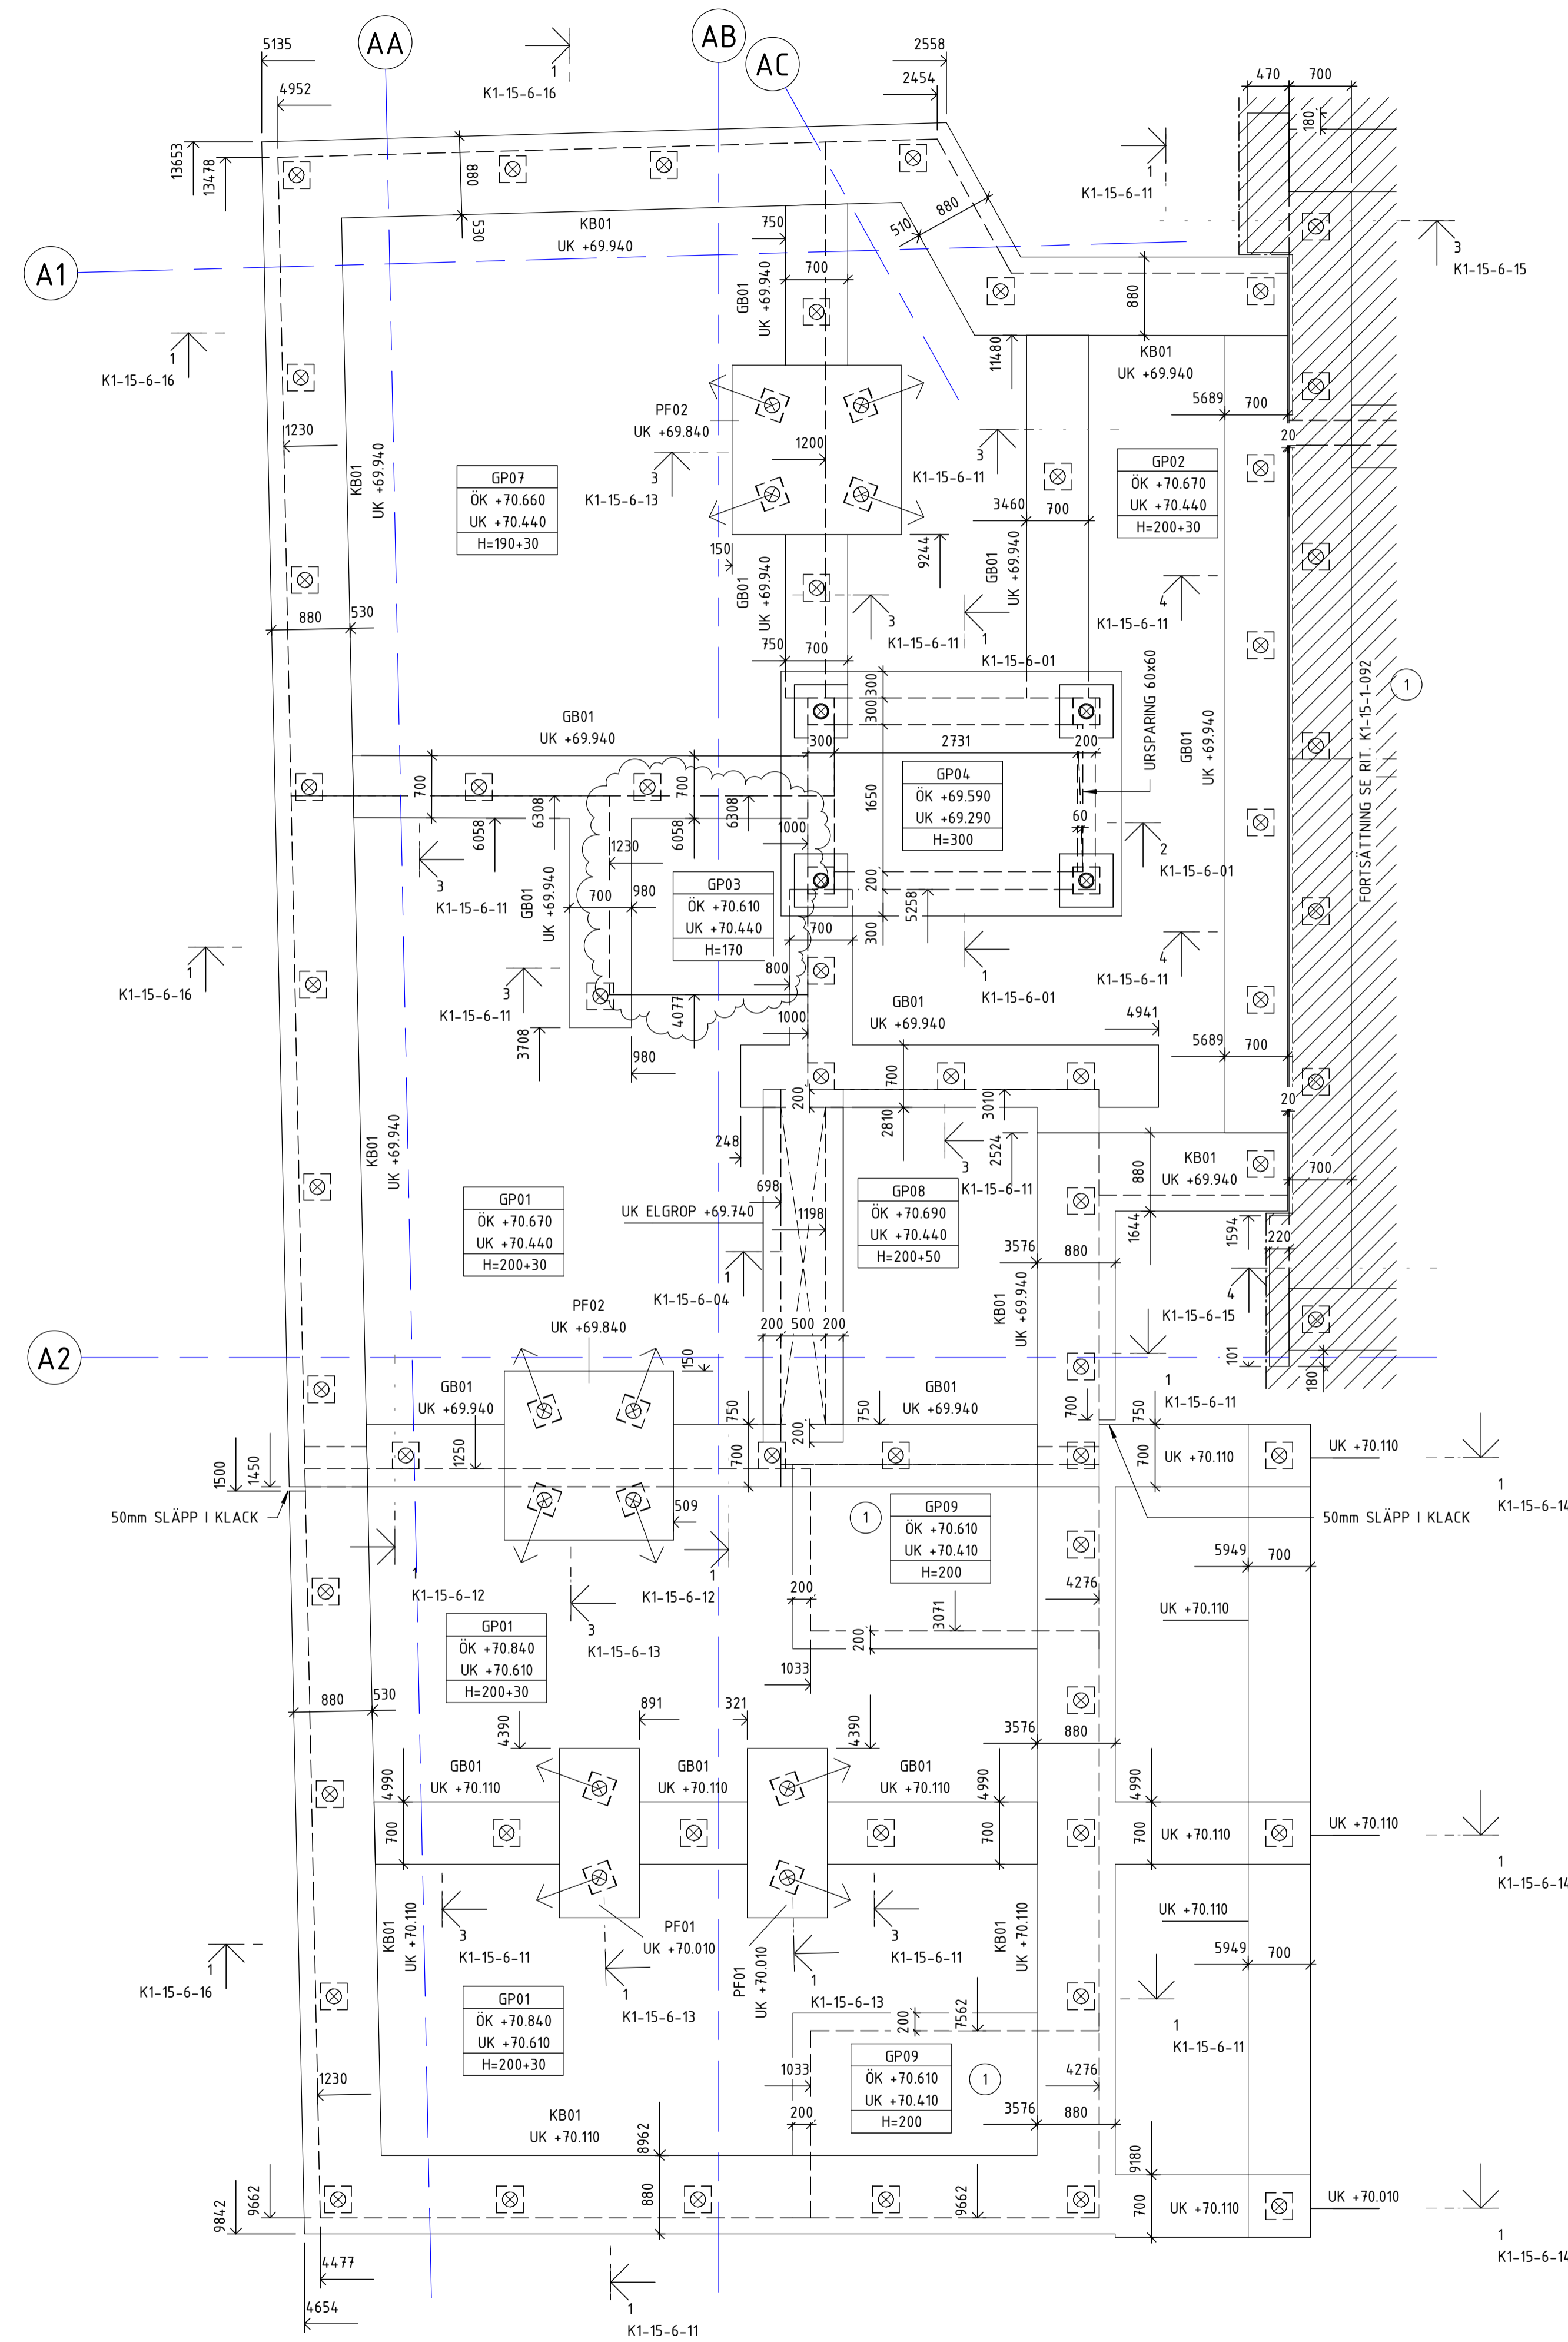 AA
AB
AC
5135
4952
1
K1-15-6-16
2558
2454
470
700
180
13653
13478
880
530
KB01
UK +69.940
750
700
GB01
UK +69.940
510
880
1
K1-15-6-11
3
K1-15-6-15
A1
880
11480
KB01
UK +69.940
5689
700
20
1
K1-15-6-16
1230
KB01
UK +69.940
GP07
ÖK +70.660
UK +70.440
H=190+30
PF02
UK +69.840
3
K1-15-6-13
1200
3
K1-15-6-11
3460
700
GP02
ÖK +70.670
UK +70.440
H=200+30
150
9244
GB01
UK +69.940
GB01
UK +69.940
880
530
3
K1-15-6-11
1
K1-15-6-01
4
K1-15-6-11
750
700
URSPARING 60x60
FORTSÄTTNING SE RIT. K1-15-1-092
1
GB01
UK +69.940
GB01
UK +69.940
300
300
300
2731
200
700
700
6308
6308
6058
6058
1650
GP04
ÖK +69.590
UK +69.290
H=300
60
1000
1230
2
K1-15-6-01
3
K1-15-6-11
GB01
UK +69.940
700
980
GP03
ÖK +70.610
UK +70.440
H=170
200
5258
300
700
800
1
K1-15-6-01
4
K1-15-6-11
1
K1-15-6-16
3
K1-15-6-11
3708
4077
980
1000
GB01
UK +69.940
4941
5689
700
20
700
200
2810
3010
2524
KB01
UK +69.940
248
3
K1-15-6-11
880
KB01
UK +69.940
700
698
GP01
ÖK +70.670
UK +70.440
H=200+30
UK ELGROP +69.740
1198
GP08
ÖK +70.690
UK +70.440
H=200+50
1644
1594
220
3576
880
1
K1-15-6-04
KB01
UK +69.940
4
K1-15-6-15
PF02
UK +69.840
200
500
200
A2
150
101
180
1
K1-15-6-11
GB01
UK +69.940
750
750
GB01
UK +69.940
700
750
1250
700
200
700
UK +70.110
UK +70.110
1
K1-15-6-14
1500
1450
50mm SLÄPP I KLACK
509
1
GP09
ÖK +70.610
UK +70.410
H=200
50mm SLÄPP I KLACK
5949
700
1
K1-15-6-12
1
K1-15-6-12
200
4276
3071
UK +70.110
3
K1-15-6-13
GP01
ÖK +70.840
UK +70.610
H=200+30
200
1033
880
530
891
321
4390
4390
3576
880
GB01
UK +70.110
GB01
UK +70.110
GB01
UK +70.110
4990
4990
4990
700
700
700
UK +70.110
UK +70.110
1
K1-15-6-14
KB01
UK +70.110
3
K1-15-6-11
PF01
UK +70.010
PF01
UK +70.010
3
K1-15-6-11
KB01
UK +70.110
UK +70.110
5949
700
1
K1-15-6-16
1
K1-15-6-13
1
K1-15-6-13
GP01
ÖK +70.840
UK +70.610
H=200+30
200
7562
1
K1-15-6-11
1033
GP09
ÖK +70.610
UK +70.410
H=200
1
4276
1230
KB01
UK +70.110
8962
200
3576
880
9180
9842
9662
880
9662
700
UK +70.110
UK +70.010
1
K1-15-6-14
4477
4654
1
K1-15-6-11